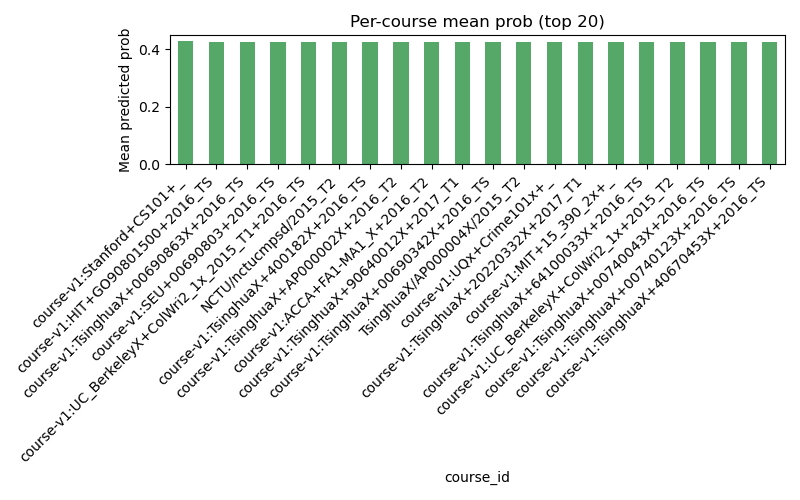 Per-course mean prob (top 20)
Mean predicted prob
0.4
0.2
0.0
course-v1:Stanford+CS101+_
course-v1:HIT+GO90801500+2016_TS
course-v1:TsinghuaX+00690863X+2016_TS
course-v1:SEU+00690803+2016_TS
course-v1:UC_BerkeleyX+ColWri2_1x_2015_T1+2016_TS
NCTU/nctucmpsd/2015_T2
course-v1:TsinghuaX+400182X+2016_TS
course-v1:TsinghuaX+AP000002X+2016_T2
course-v1:ACCA+FA1-MA1_X+2016_T2
course-v1:TsinghuaX+90640012X+2017_T1
course-v1:TsinghuaX+00690342X+2016_TS
TsinghuaX/AP000004X/2015_T2
course-v1:UQx+Crime101x+_
course-v1:TsinghuaX+20220332X+2017_T1
course-v1:MIT+15_390_2x+_
course-v1:TsinghuaX+64100033X+2016_TS
course-v1:UC_BerkeleyX+ColWri2_1x+2015_T2
course-v1:TsinghuaX+00740043X+2016_TS
course-v1:TsinghuaX+00740123X+2016_TS
course-v1:TsinghuaX+40670453X+2016_TS
course_id